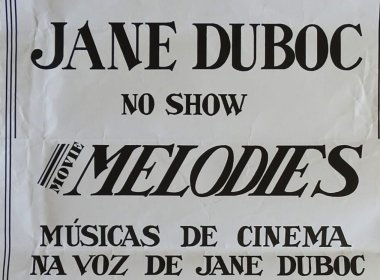 JANE DUBOC
NO SHOW
MOVIE MELODIES
MÚSICAS DE CINEMA
NA VOZ DE JANE DUBOC